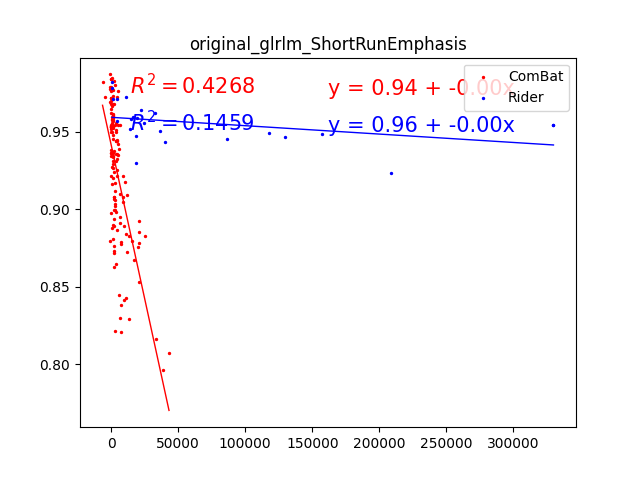 original_glrlm_ShortRunEmphasis
R² = 0.4268
y = 0.94 + -0.00x
R² = 0.1459
y = 0.96 + -0.00x
ComBat
Rider
0.95
0.90
0.85
0.80
0 50000 100000 150000 200000 250000 300000